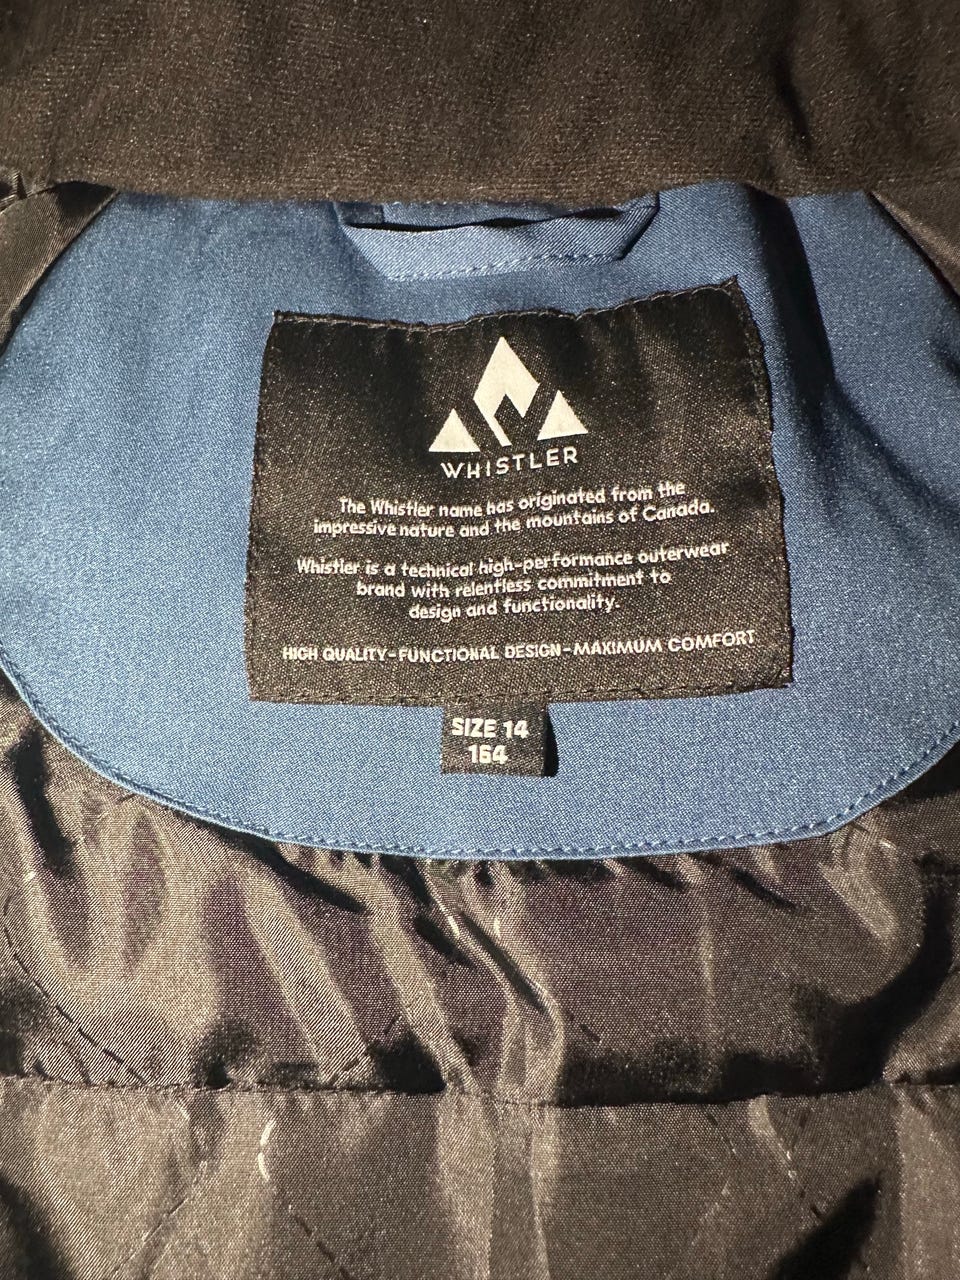 WHISTLER
The Whistler name has originated from the
impressive nature and the mountains of Canada.
Whistler is a technical high-performance outerwear
brand with relentless commitment to
design and functionality.
HIGH QUALITY-FUNCTIONAL DESIGN-MAXIMUM COMFORT
SIZE 14
164